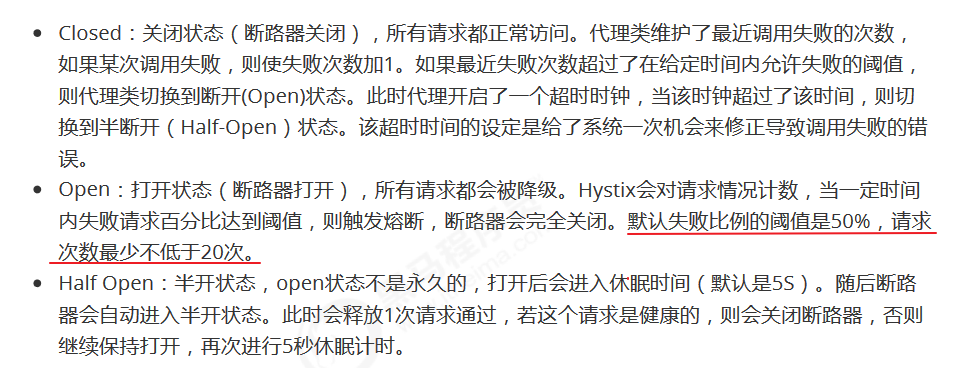 Closed：关闭状态（断路器关闭），所有请求都正常访问。代理类维护了最近调用失败的次数，
如果某次调用失败，则使失败次数加1。如果最近失败次数超过了在给定时间内允许失败的阈值，
则代理类切换到断开(Open)状态。此时代理开启了一个超时时钟，当该时钟超过了该时间，则切
换到半断开（Half-Open）状态。该超时时间的设定是给了系统一次机会来修正导致调用失败的错
误。
Open：打开状态（断路器打开），所有请求都会被降级。Hystix会对请求情况计数，当一定时间
内失败请求百分比达到阈值，则触发熔断，断路器会完全关闭。默认失败比例的阈值是50%，请求
次数最少不低于20次。
Half Open：半开状态，open状态不是永久的，打开后会进入休眠时间（默认是5S）。随后断路
器会自动进入半开状态。此时会释放1次请求通过，若这个请求是健康的，则会关闭断路器，否则
继续保持打开，再次进行5秒休眠计时。